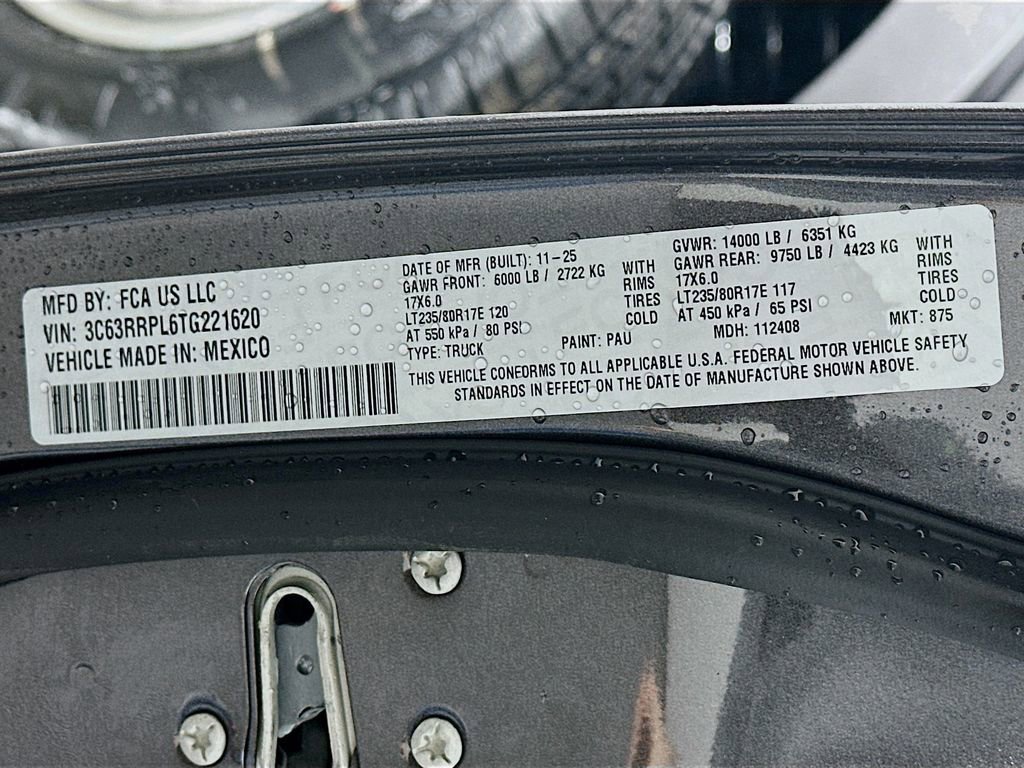 MFD BY: FCA US LLC
VIN: 3C63RRPL6TG221620
VEHICLE MADE IN: MEXICO
DATE OF MFR (BUILT): 11-25
GAWR FRONT: 6000 LB / 2722 KG WITH
17X6.0 RIMS
LT235/80R17E 120 TIRES
AT 550 kPa / 80 PSI COLD
TYPE: TRUCK PAINT: PAU
GVWR: 14000 LB / 6351 KG
GAWR REAR: 9750 LB / 4423 KG WITH
17X6.0 RIMS
LT235/80R17E 117 TIRES
AT 450 kPa / 65 PSI COLD
MDH: 112408 MKT: 875
THIS VEHICLE CONFORMS TO ALL APPLICABLE U.S.A. FEDERAL MOTOR VEHICLE SAFETY
STANDARDS IN EFFECT ON THE DATE OF MANUFACTURE SHOWN ABOVE.